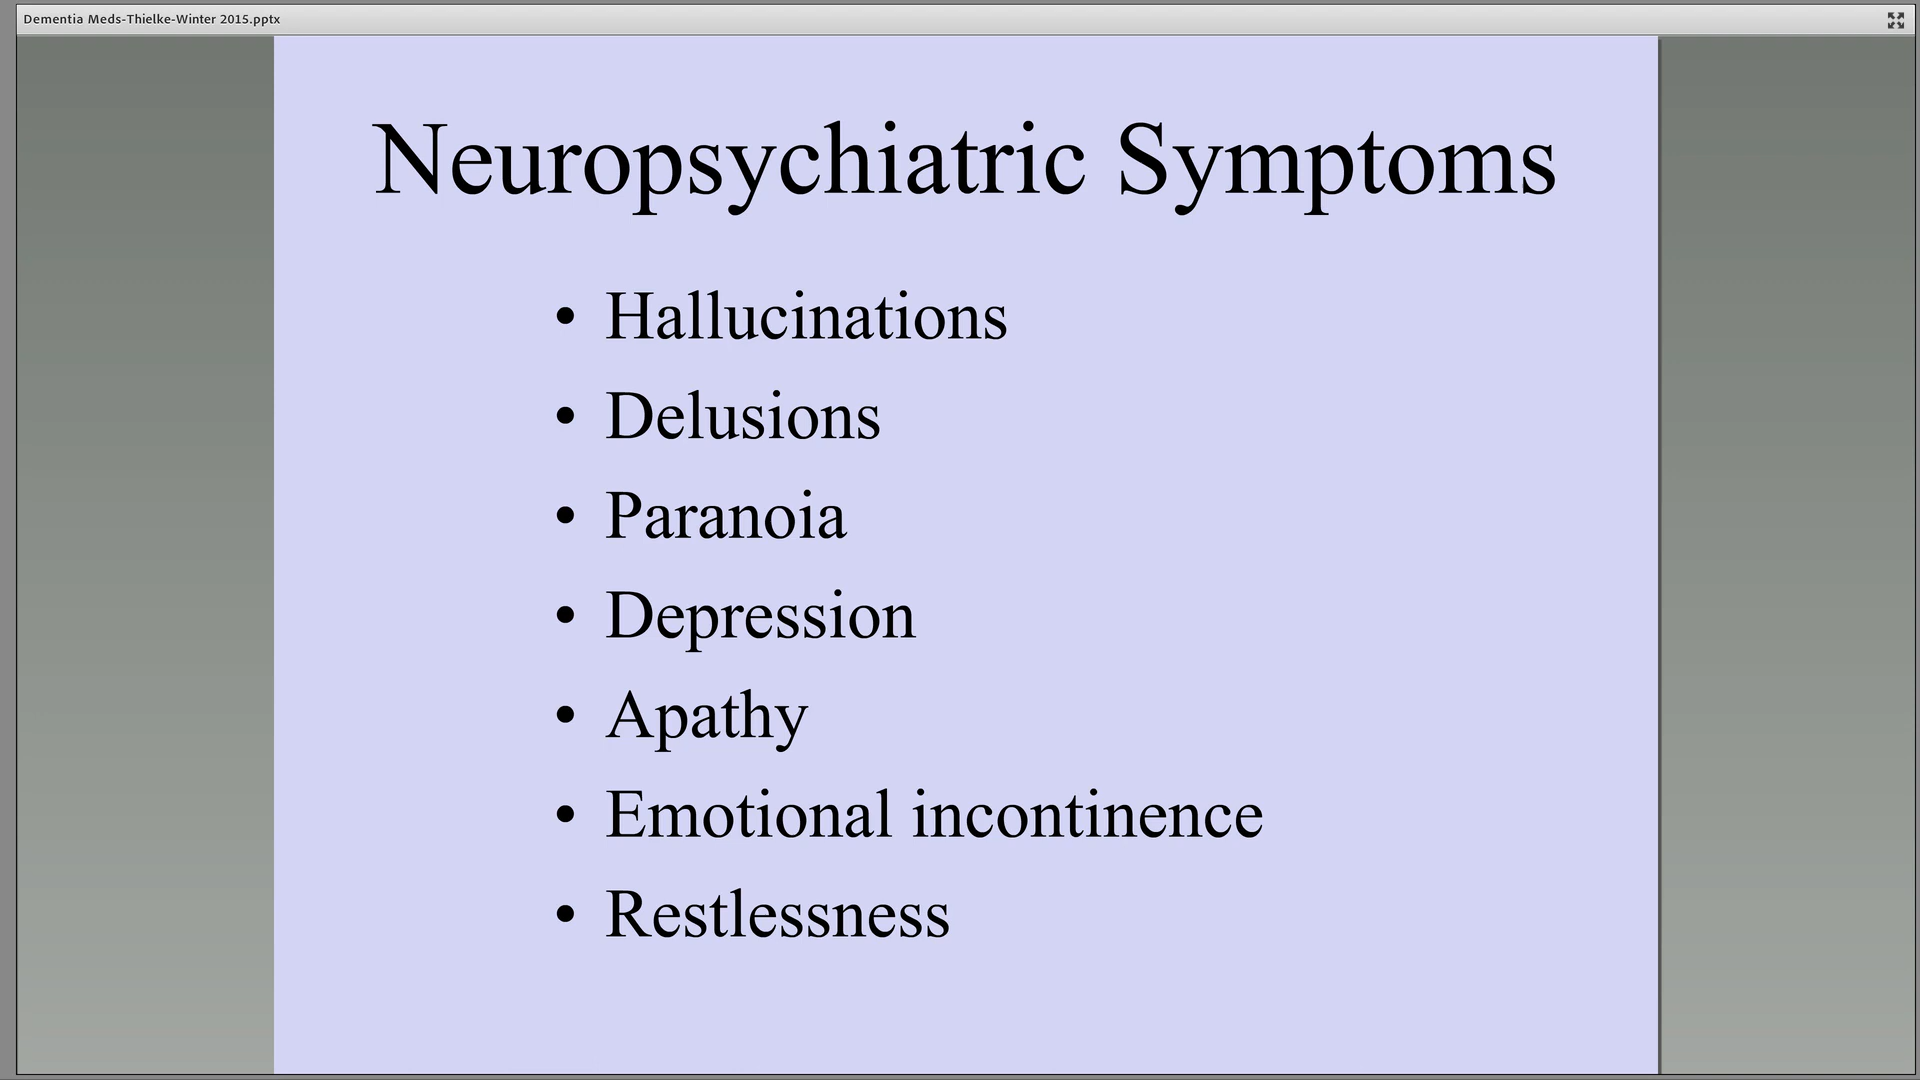 Dementia Meds-Thielke-Winter 2015.pptx
Neuropsychiatric Symptoms
• Hallucinations
• Delusions
• Paranoia
• Depression
• Apathy
• Emotional incontinence
• Restlessness